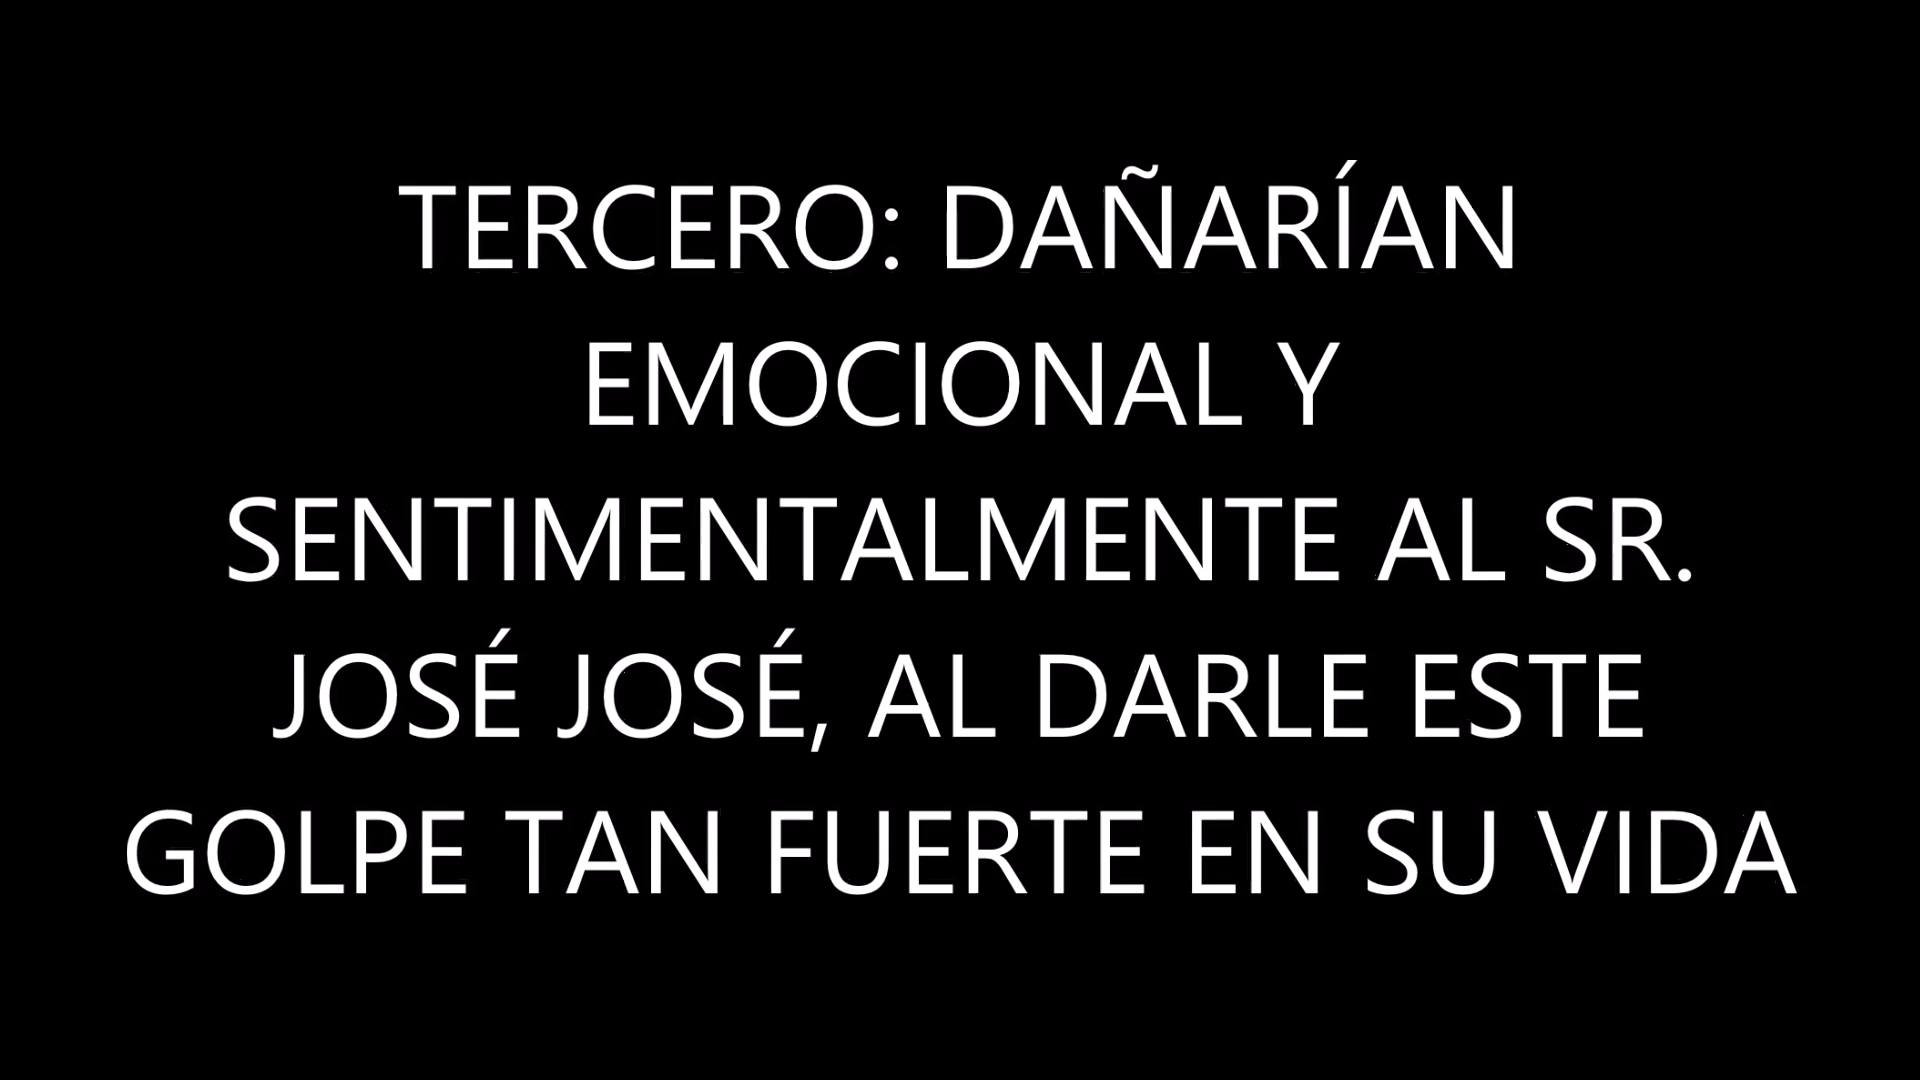 TERCERO: DAÑARÍAN
EMOCIONAL Y
SENTIMENTALMENTE AL SR.
JOSÉ JOSÉ, AL DARLE ESTE
GOLPE TAN FUERTE EN SU VIDA